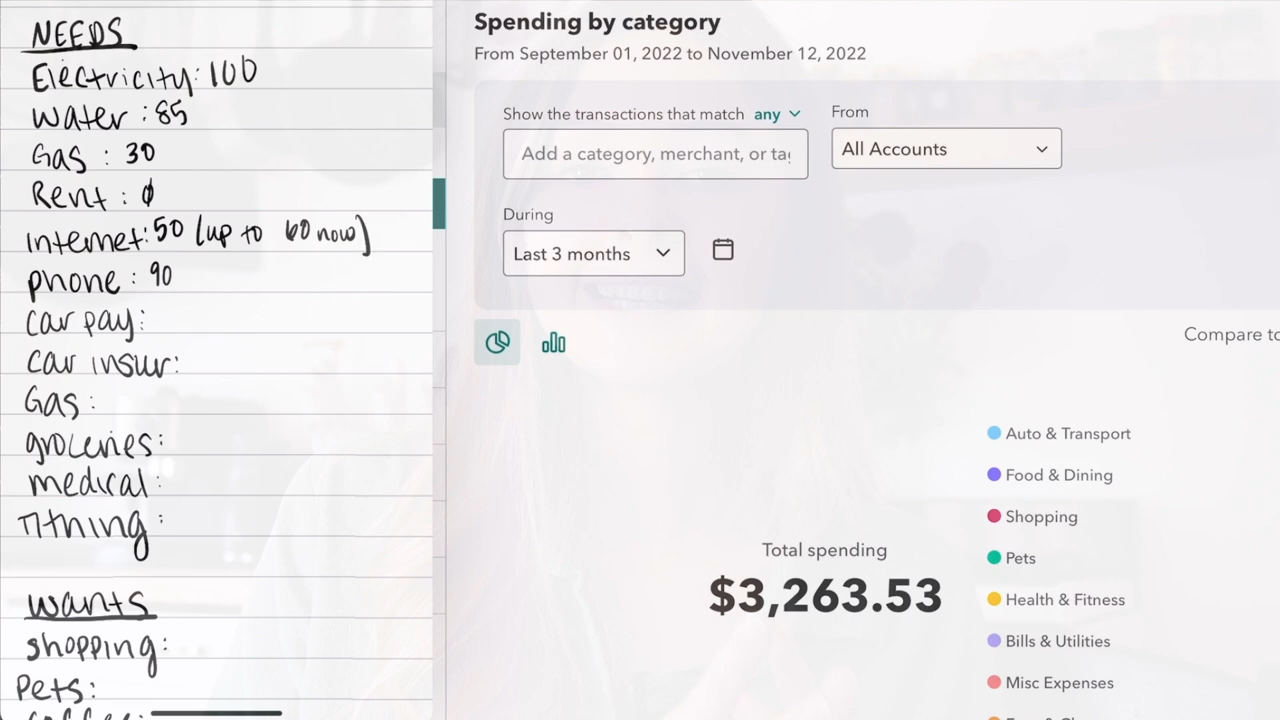 NEEDS
Electricity: 100
Water: 85
Gas: 30
Rent: ϕ
Internet: 50 (up to 60 now)
phone: 90
car pay:
car insur:
Gas:
groceries:
medical:
Tithing:
wants
shopping:
Pets:
coffee:
Spending by category
From September 01, 2022 to November 12, 2022
Show the transactions that match any
Add a category, merchant, or tag
From
All Accounts
During
Last 3 months
Compare to
Auto & Transport
Food & Dining
Shopping
Pets
Health & Fitness
Bills & Utilities
Misc Expenses
Total spending
$3,263.53